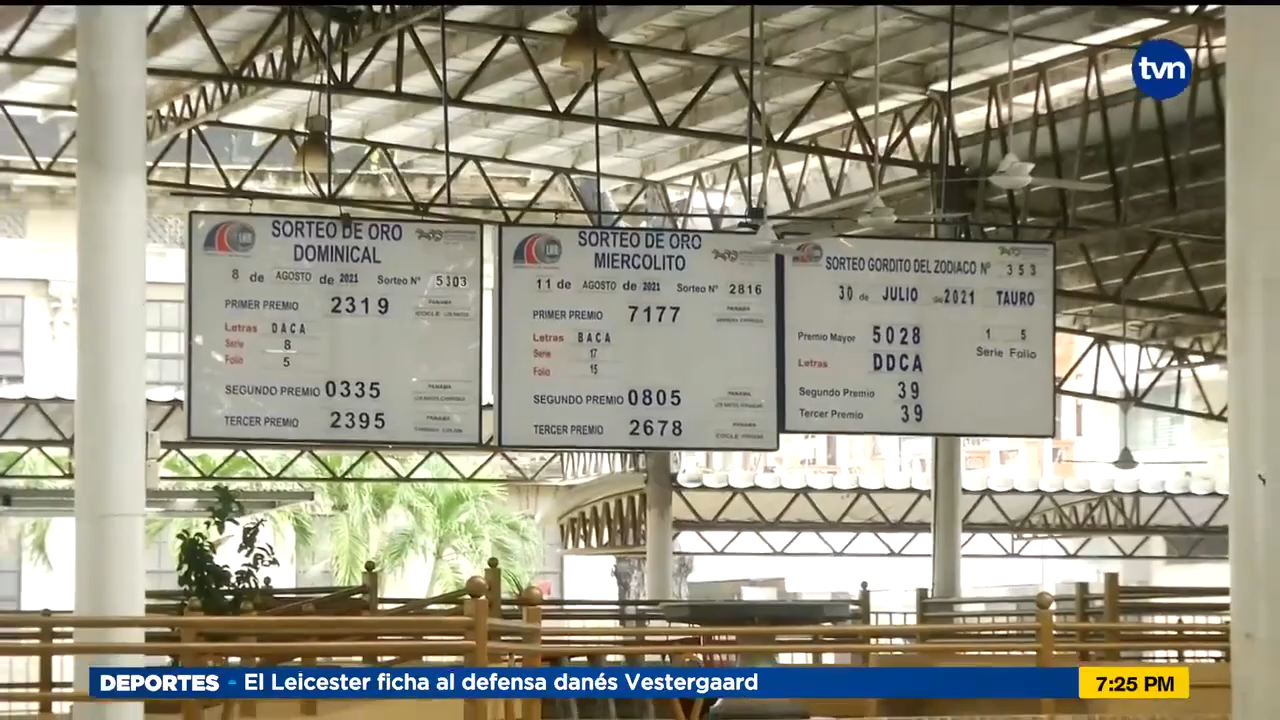 tvn
SORTEO DE ORO
DOMINICAL
8 de AGOSTO de 2021 Sorteo Nº 5303
PRIMER PREMIO 2319
Letras DACA
Serie 8
Folio 5
SEGUNDO PREMIO 0335
TERCER PREMIO 2395
SORTEO DE ORO
MIERCOLITO
11 de AGOSTO de 2021 Sorteo Nº 2816
PRIMER PREMIO 7177
Letras BACA
Serie 17
Folio 15
SEGUNDO PREMIO 0805
TERCER PREMIO 2678
SORTEO GORDITO DEL ZODIACO Nº 353
30 de JULIO de 2021 TAURO
Premio Mayor 5028 1 5
Serie Folio
Letras DDCA
Segundo Premio 39
Tercer Premio 39
DEPORTES - El Leicester ficha al defensa danés Vestergaard
7:25 PM